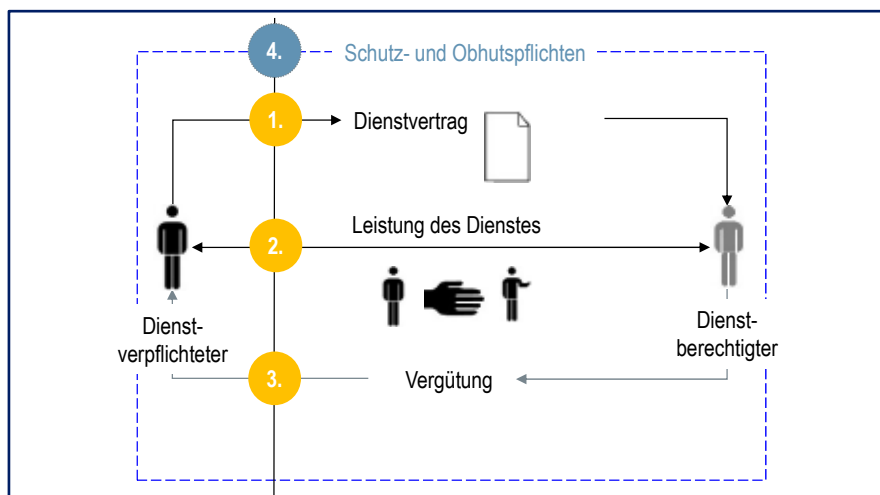 4. Schutz- und Obhutspflichten
1. Dienstvertrag
Leistung des Dienstes
2.
Dienst-
verpflichteter
Dienst-
berechtigter
3. Vergütung